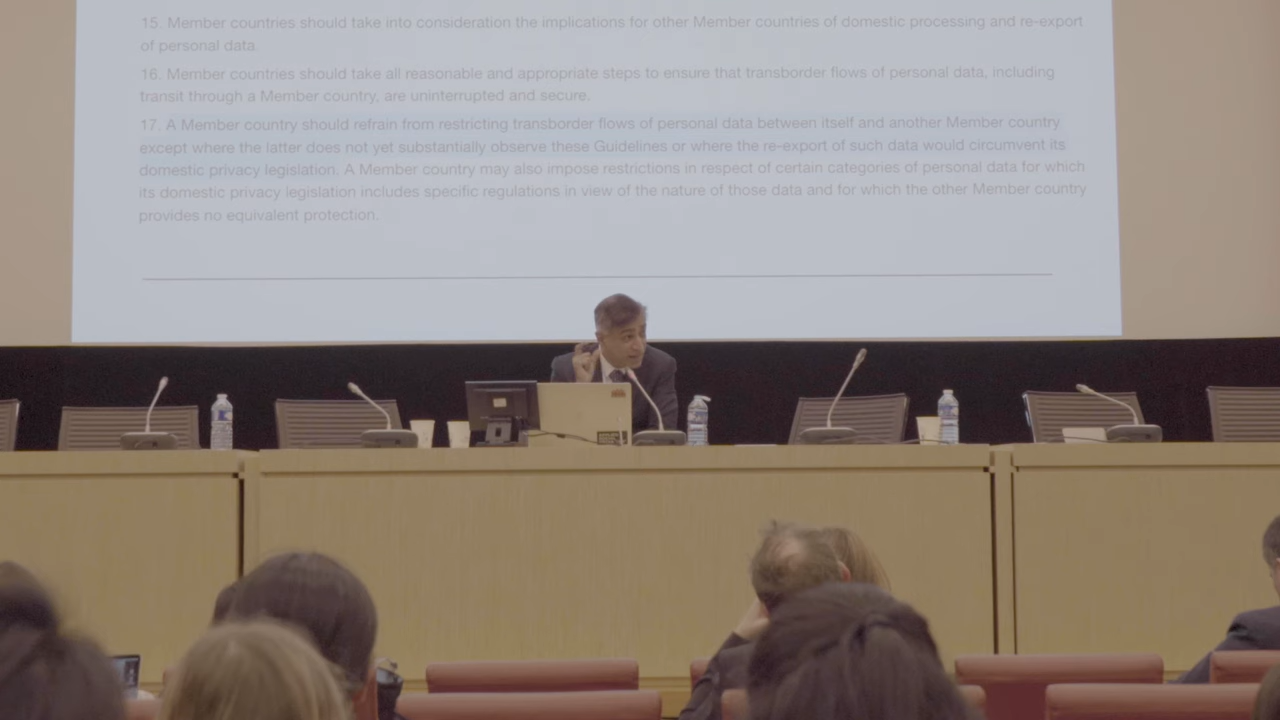 15. Member countries should take into consideration the implications for other Member countries of domestic processing and re-export
of personal data.
16. Member countries should take all reasonable and appropriate steps to ensure that transborder flows of personal data, including
transit through a Member country, are uninterrupted and secure.
17. A Member country should refrain from restricting transborder flows of personal data between itself and another Member country
except where the latter does not yet substantially observe these Guidelines or where the re-export of such data would circumvent its
domestic privacy legislation. A Member country may also impose restrictions in respect of certain categories of personal data for which
its domestic privacy legislation includes specific regulations in view of the nature of those data and for which the other Member country
provides no equivalent protection.